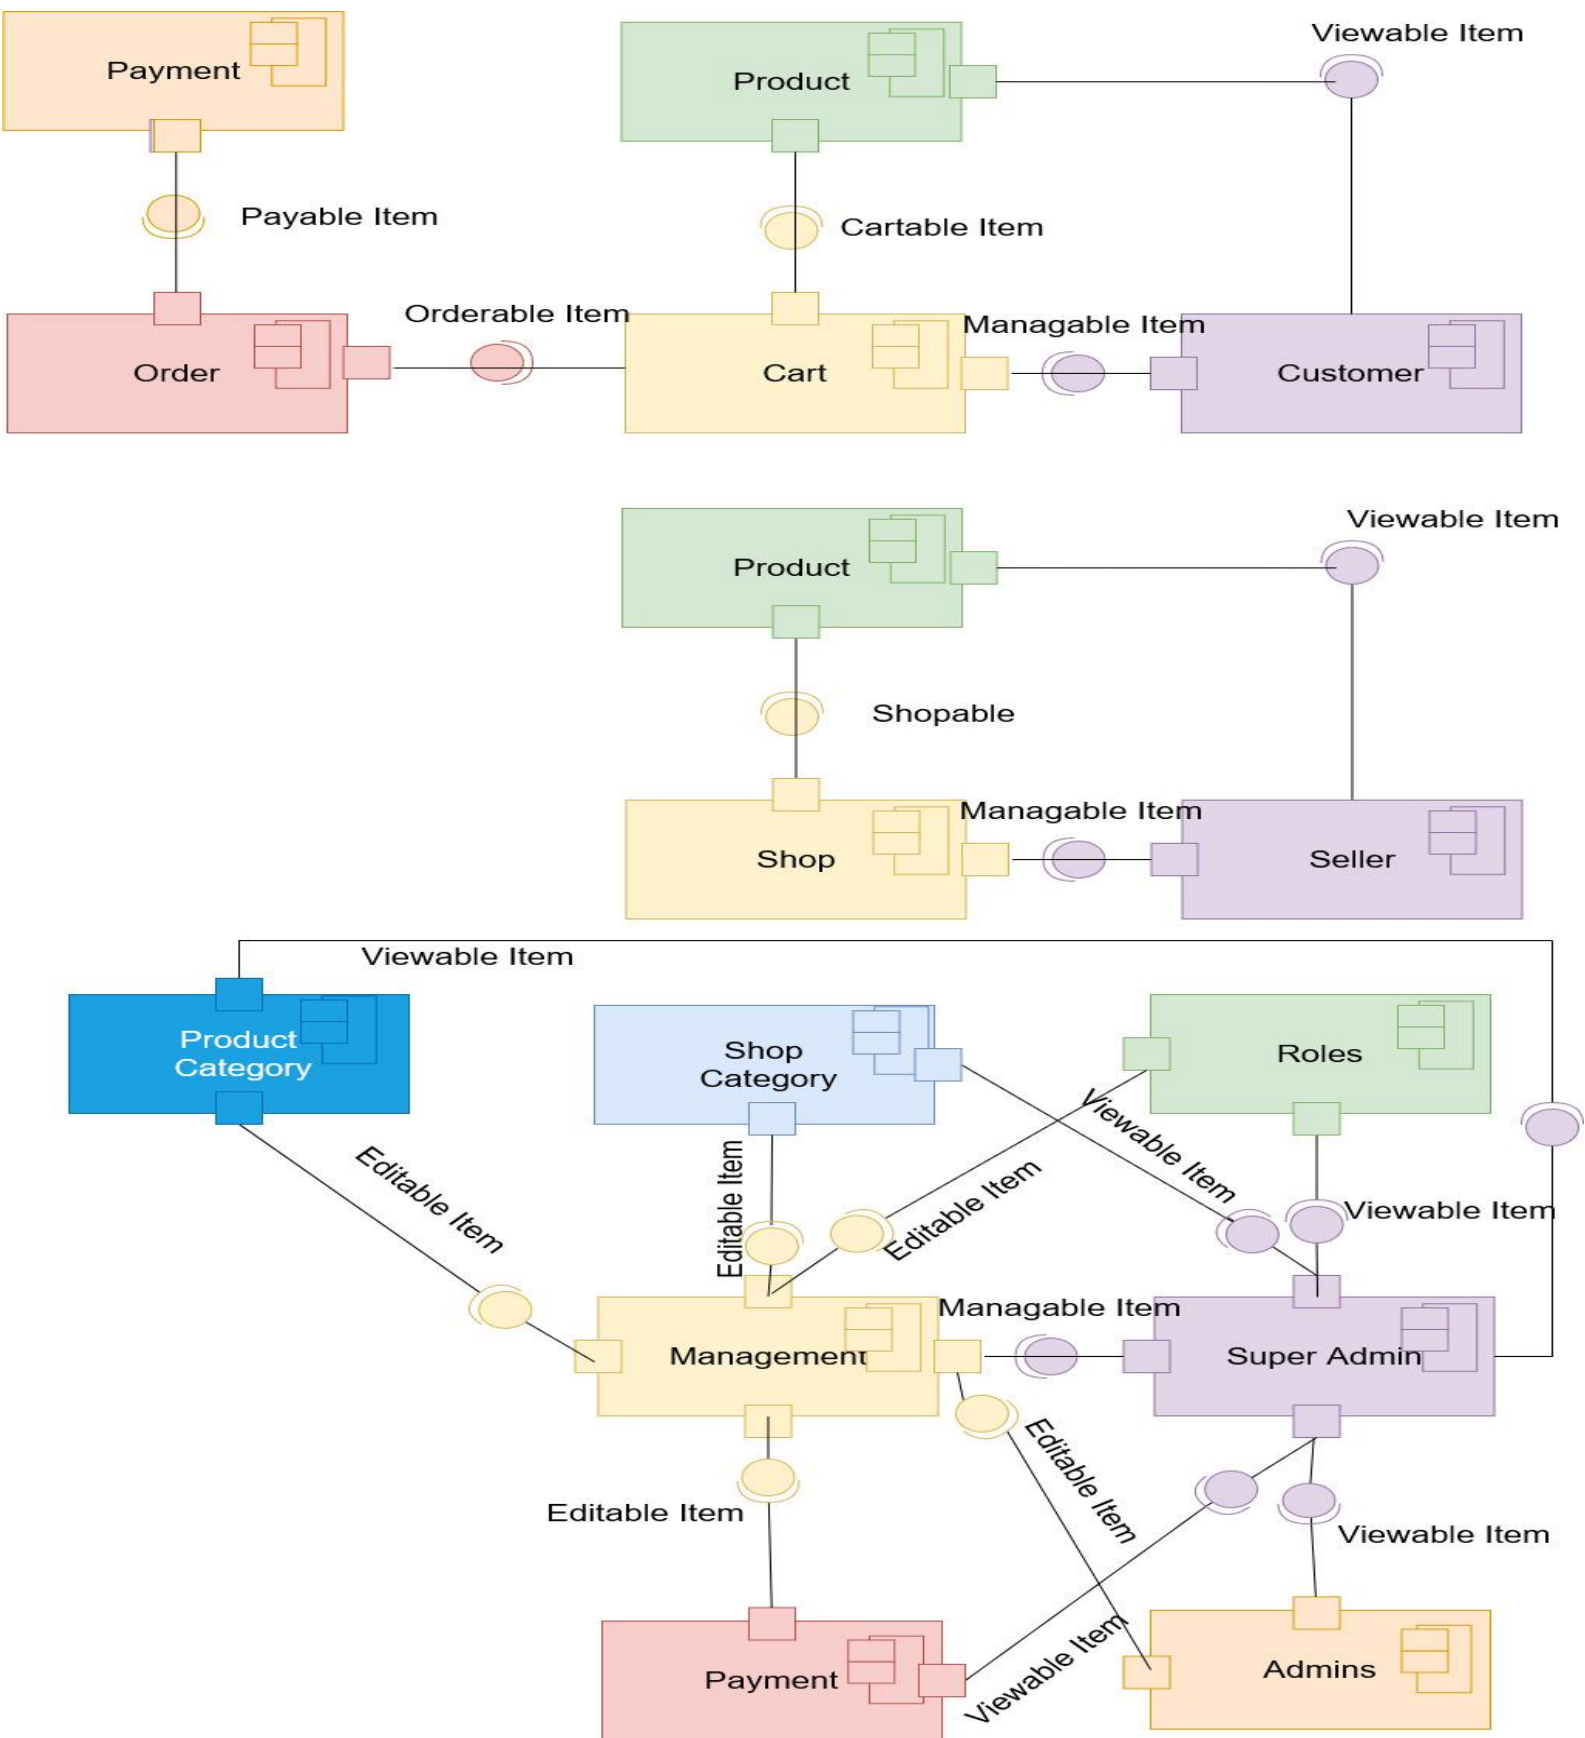 Viewable Item
Payment
Product
Payable Item
Cartable Item
Orderable Item
Managable Item
Order
Cart
Customer
Viewable Item
Product
Shopable
Managable Item
Shop
Seller
Viewable Item
Product
Category
Shop
Category
Roles
Viewable Item
Editable Item
Editable Item
Editable Item
Viewable Item
Managable Item
Management
Super Admin
Editable Item
Editable Item
Viewable Item
Viewable Item
Payment
Admins